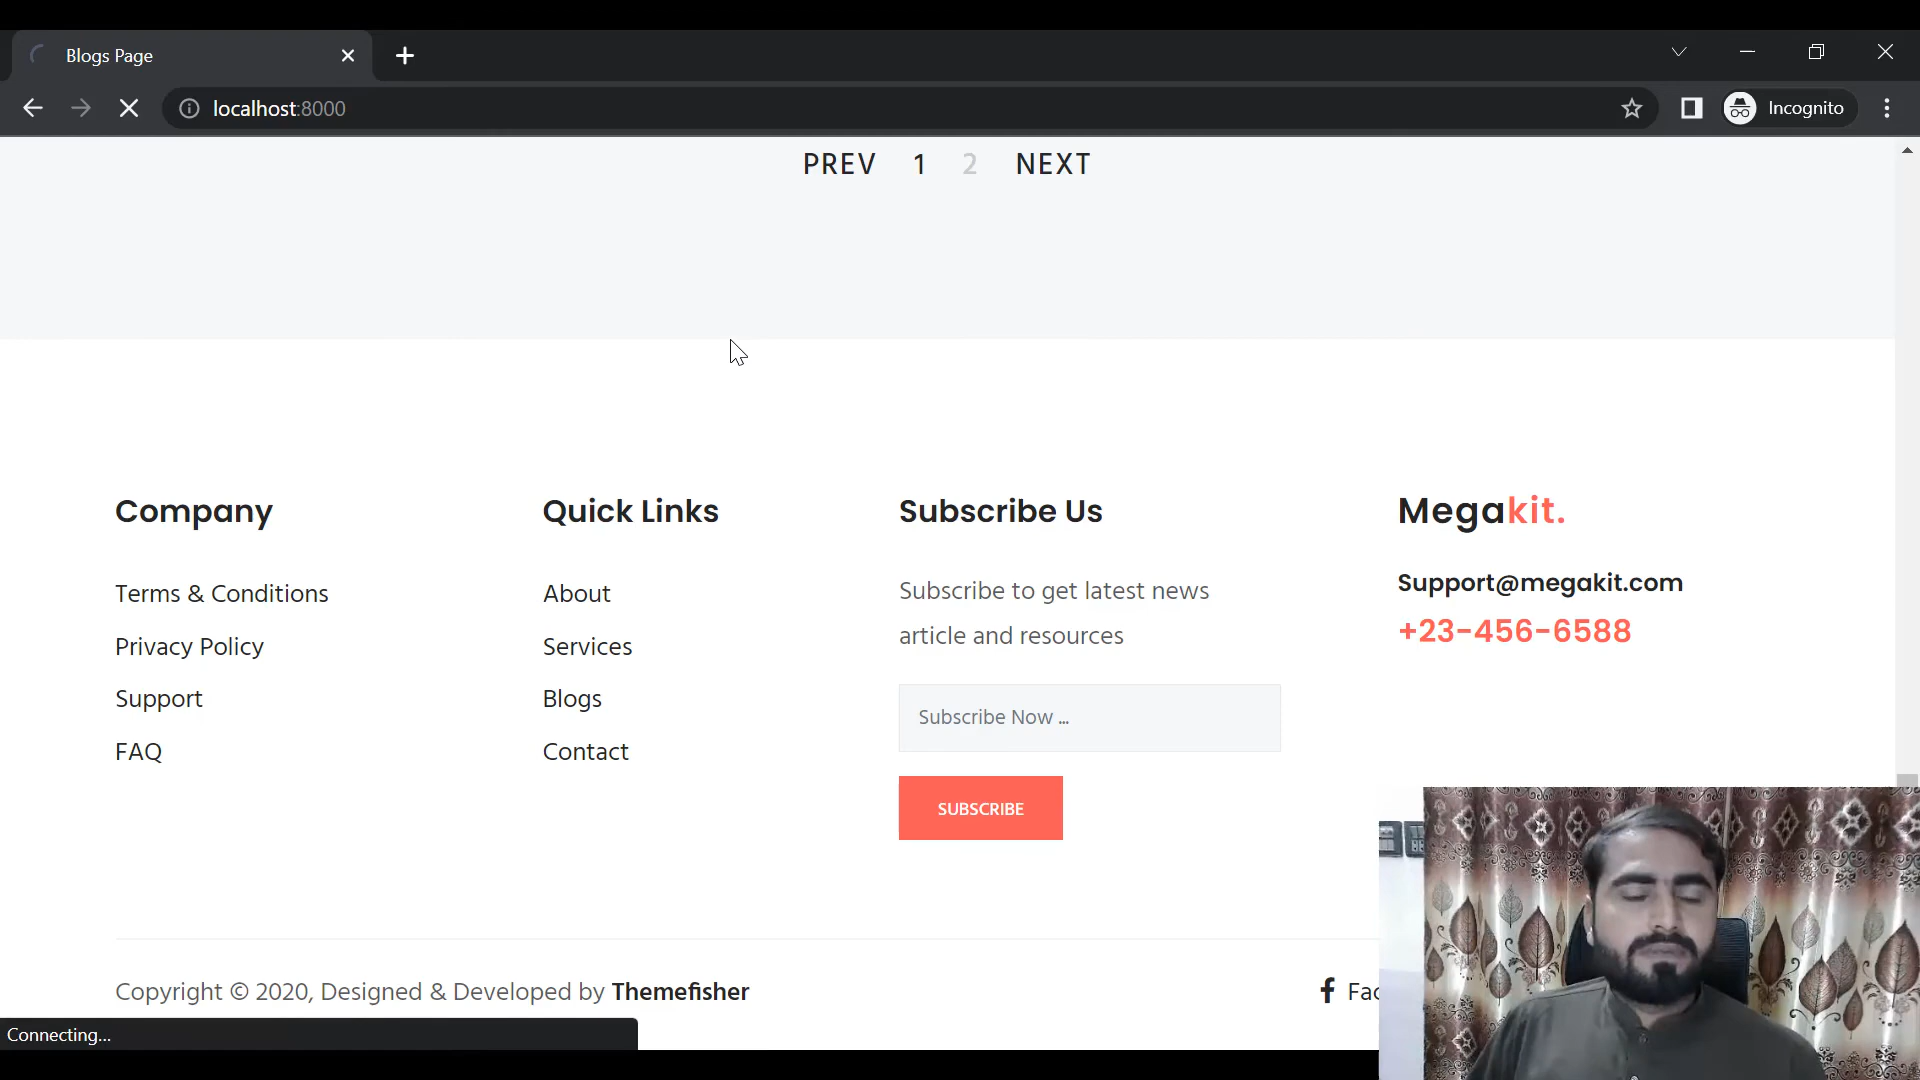 Blogs Page
localhost:8000
Incognito
PREV 1 2 NEXT
Company
Terms & Conditions
Privacy Policy
Support
FAQ
Quick Links
About
Services
Blogs
Contact
Subscribe Us
Subscribe to get latest news
article and resources
Subscribe Now ...
SUBSCRIBE
Megakit.
Support@megakit.com
+23-456-6588
Copyright © 2020, Designed & Developed by Themefisher
Fac
Connecting...